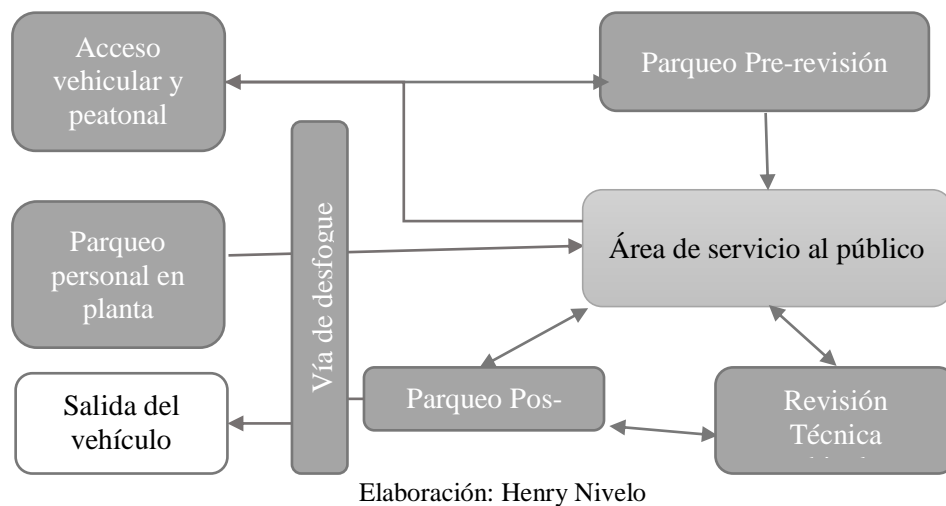 Acceso
vehicular y
peatonal
Parqueo Pre-revisión
Vía de desfogue
Parqueo
personal en
planta
Área de servicio al público
Salida del
vehículo
Parqueo Pos-
Revisión
Técnica
Elaboración: Henry Nivelo